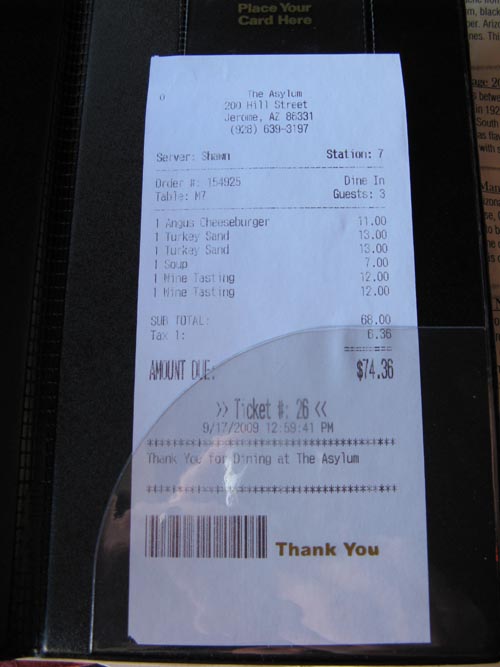 Place Your
Card Here
0
The Asylum
200 Hill Street
Jerome, AZ 86331
(928) 639-3197
Server: Shawn Station: 7
Order #: 154925 Dine In
Table: M7 Guests: 3
1 Angus Cheeseburger 11.00
1 Turkey Sand 13.00
1 Turkey Sand 13.00
1 Soup 7.00
1 Wine Tasting 12.00
1 Wine Tasting 12.00
SUB TOTAL: 68.00
Tax 1: 6.36
========
AMOUNT DUE: $74.36
>> Ticket #: 26 <<
9/17/2009 12:59:41 PM
Thank You for Dining at The Asylum
Thank You